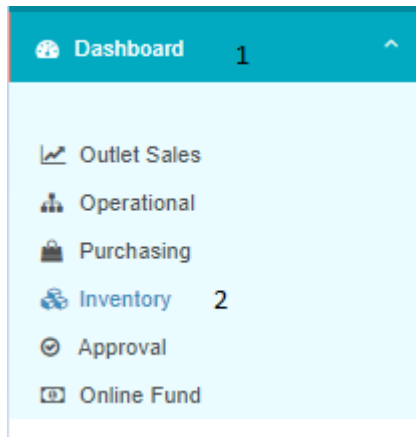 Dashboard 1
Outlet Sales
Operational
Purchasing
Inventory 2
Approval
Online Fund